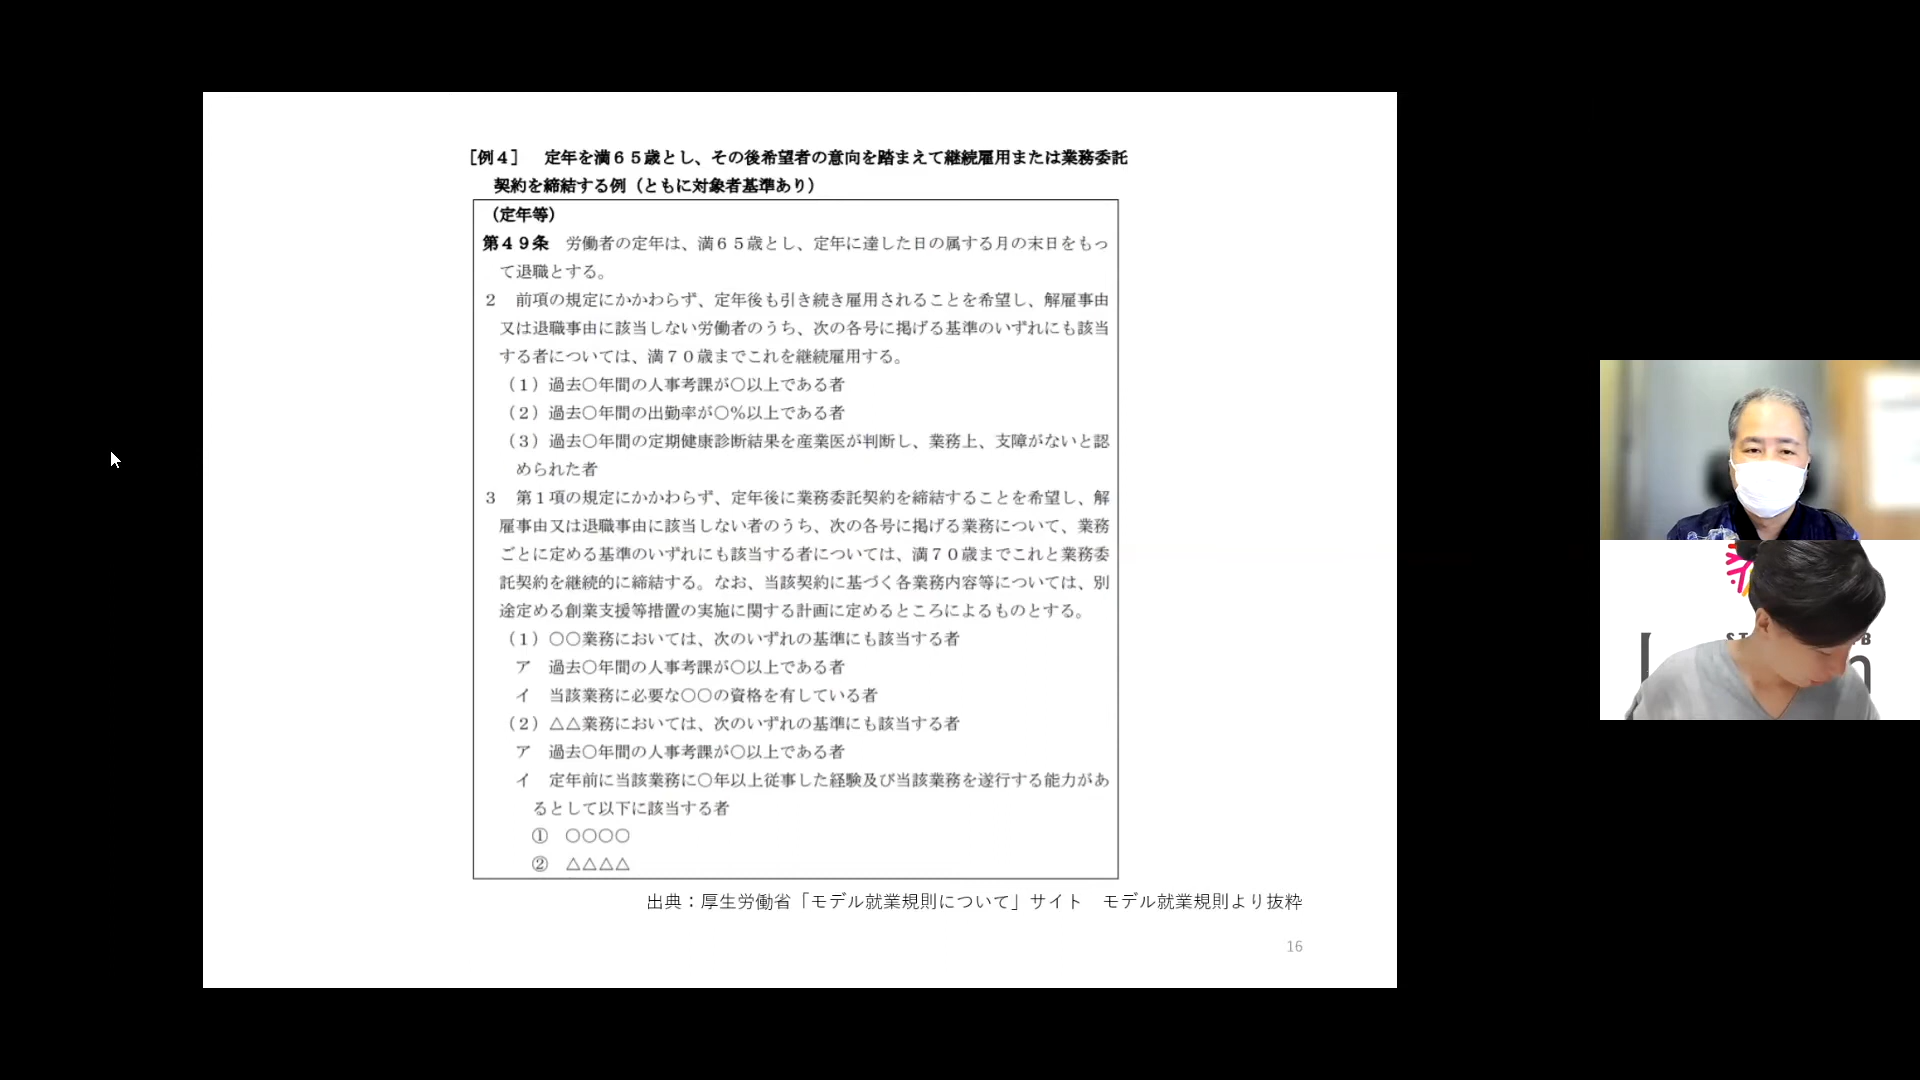 ［例４］　定年を満６５歳とし、その後希望者の意向を踏まえて継続雇用または業務委託
契約を締結する例（ともに対象者基準あり）
（定年等）
第４９条　労働者の定年は、満６５歳とし、定年に達した日の属する月の末日をもっ
て退職とする。
２　前項の規定にかかわらず、定年後も引き続き雇用されることを希望し、解雇事由
又は退職事由に該当しない労働者のうち、次の各号に掲げる基準のいずれにも該当
する者については、満７０歳までこれを継続雇用する。
（１）過去〇年間の人事考課が〇以上である者
（２）過去〇年間の出勤率が〇％以上である者
（３）過去〇年間の定期健康診断結果を産業医が判断し、業務上、支障がないと認
められた者
３　第１項の規定にかかわらず、定年後に業務委託契約を締結することを希望し、解
雇事由又は退職事由に該当しない者のうち、次の各号に掲げる業務について、業務
ごとに定める基準のいずれにも該当する者については、満７０歳までこれと業務委
託契約を継続的に締結する。なお、当該契約に基づく各業務内容等については、別
途定める創業支援等措置の実施に関する計画に定めるところによるものとする。
（１）〇〇業務においては、次のいずれの基準にも該当する者
ア　過去〇年間の人事考課が〇以上である者
イ　当該業務に必要な〇〇の資格を有している者
（２）△△業務においては、次のいずれの基準にも該当する者
ア　過去〇年間の人事考課が〇以上である者
イ　定年前に当該業務に〇年以上従事した経験及び当該業務を遂行する能力があ
るとして以下に該当する者
①　〇〇〇〇
②　△△△△
出典：厚生労働省「モデル就業規則について」サイト　モデル就業規則より抜粋
16